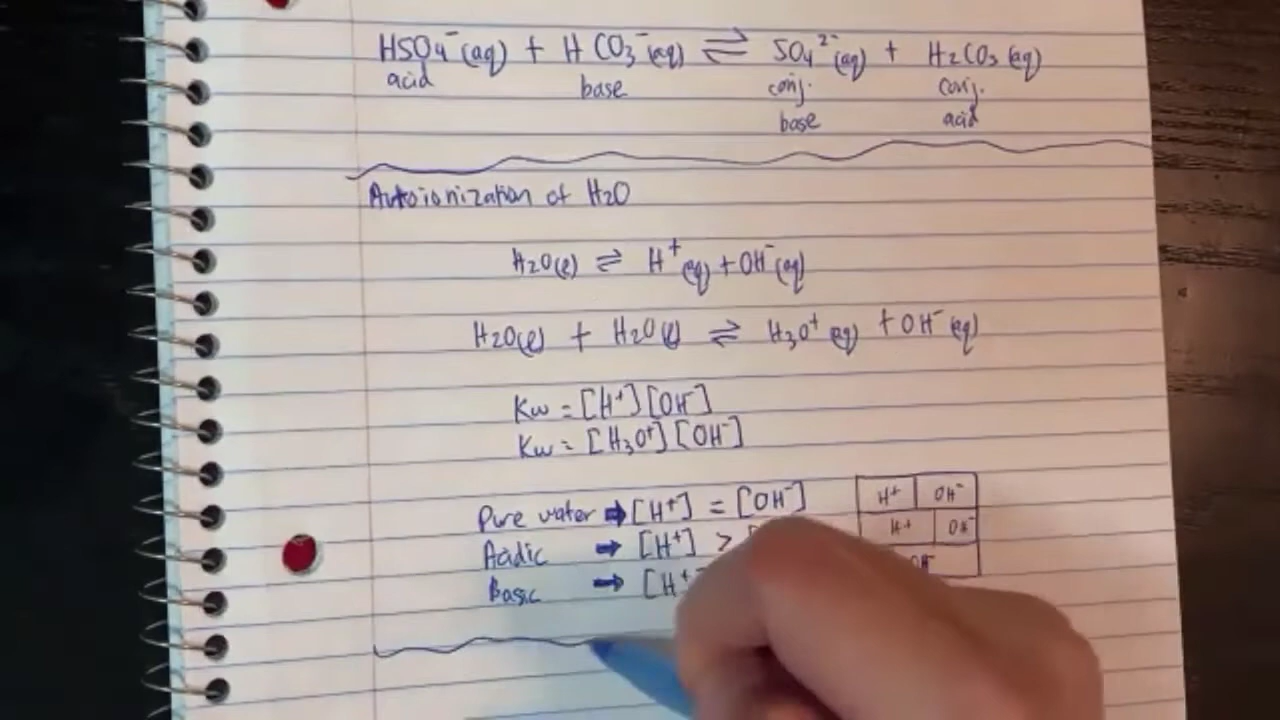 HSO₄⁻(aq) + HCO₃⁻(aq) ⇌ SO₄²⁻(aq) + H₂CO₃(aq)
acid base conj. base conj. acid
Autoionization of H₂O
H₂O(l) ⇌ H⁺(aq) + OH⁻(aq)
H₂O(l) + H₂O(l) ⇌ H₃O⁺(aq) + OH⁻(aq)
Kw = [H⁺][OH⁻]
Kw = [H₃O⁺][OH⁻]
Pure water → [H⁺] = [OH⁻] H⁺ OH⁻
Acidic → [H⁺] > [ H⁺ OH⁻
Basic → [H⁺ OH⁻